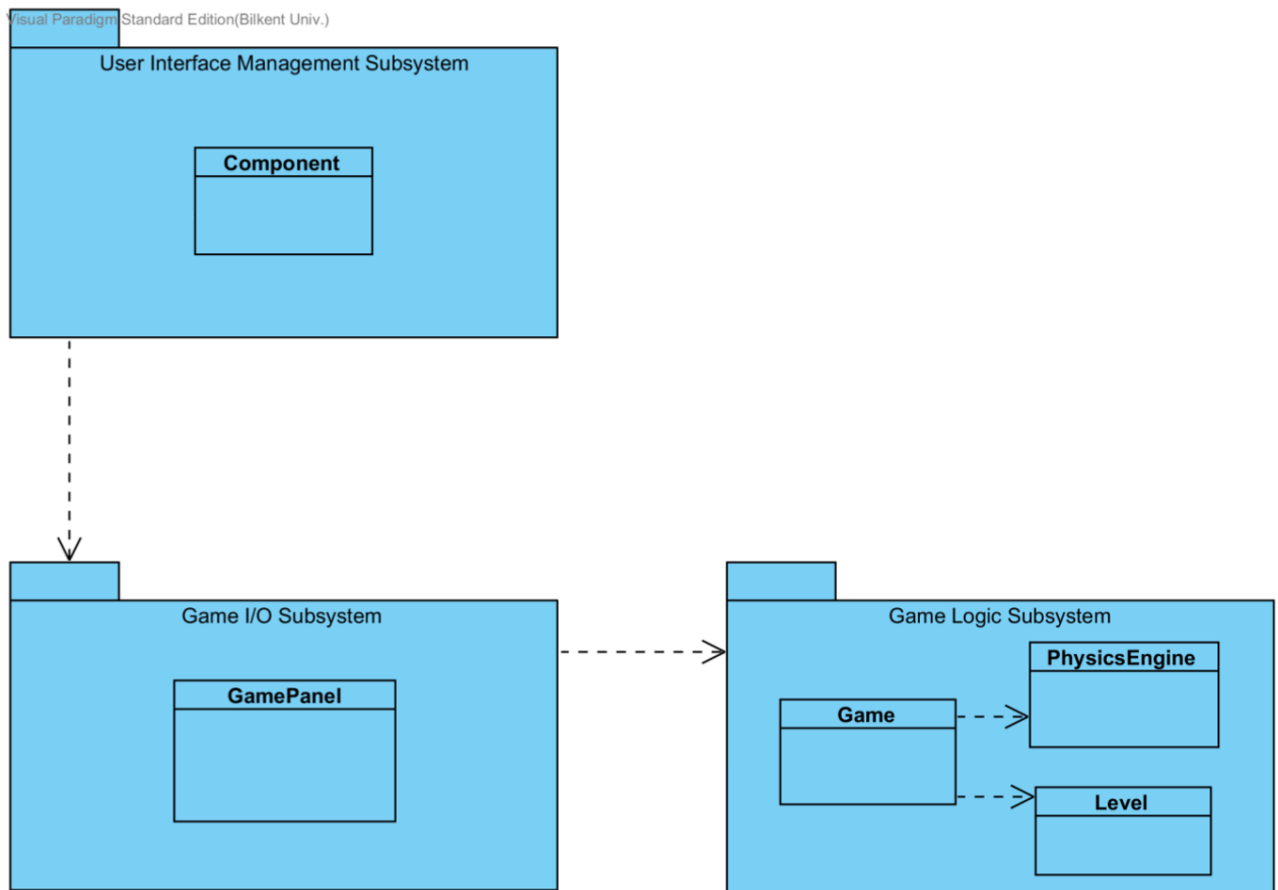 Visual Paradigm Standard Edition(Bilkent Univ.)
User Interface Management Subsystem
Component
Game I/O Subsystem
GamePanel
Game Logic Subsystem
PhysicsEngine
Game
Level